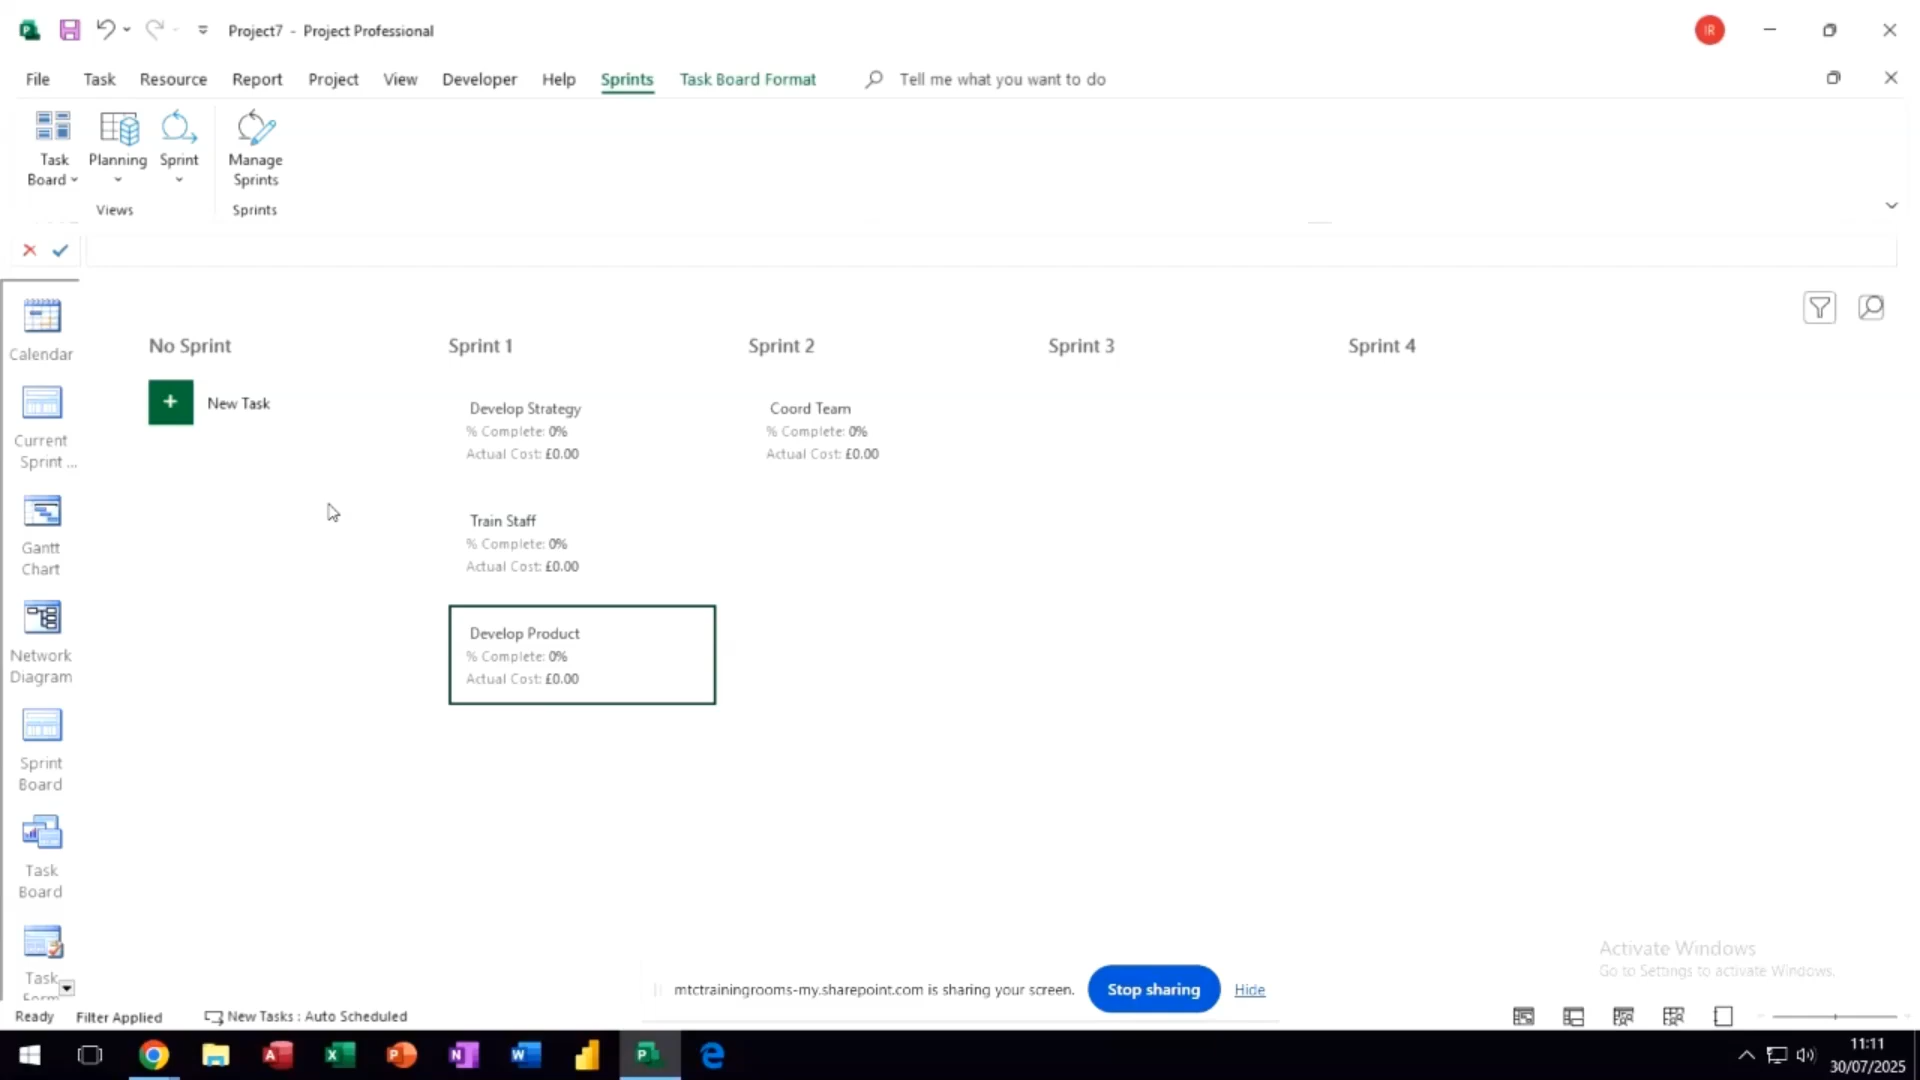 Project7 - Project Professional
IR
File Task Resource Report Project View Developer Help Sprints Task Board Format Tell me what you want to do
Task Board
Planning
Sprint
Manage Sprints
Views
Sprints
Calendar
Current
Sprint ...
Gantt
Chart
Network
Diagram
Sprint
Board
Task
Board
Task
No Sprint
Sprint 1
Sprint 2
Sprint 3
Sprint 4
+ New Task
Develop Strategy
% Complete: 0%
Actual Cost: £0.00
Train Staff
% Complete: 0%
Actual Cost: £0.00
Develop Product
% Complete: 0%
Actual Cost: £0.00
Coord Team
% Complete: 0%
Actual Cost: £0.00
Activate Windows
Go to Settings to activate Windows.
mtctrainingrooms-my.sharepoint.com is sharing your screen. Stop sharing Hide
Ready Filter Applied New Tasks : Auto Scheduled
11:11
30/07/2025